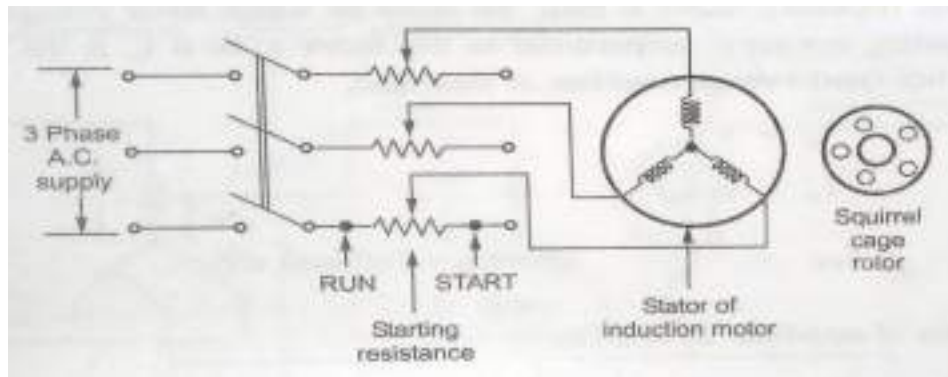 3 Phase
A.C.
supply
RUN
START
Starting
resistance
Stator of
induction motor
Squirrel
cage
rotor